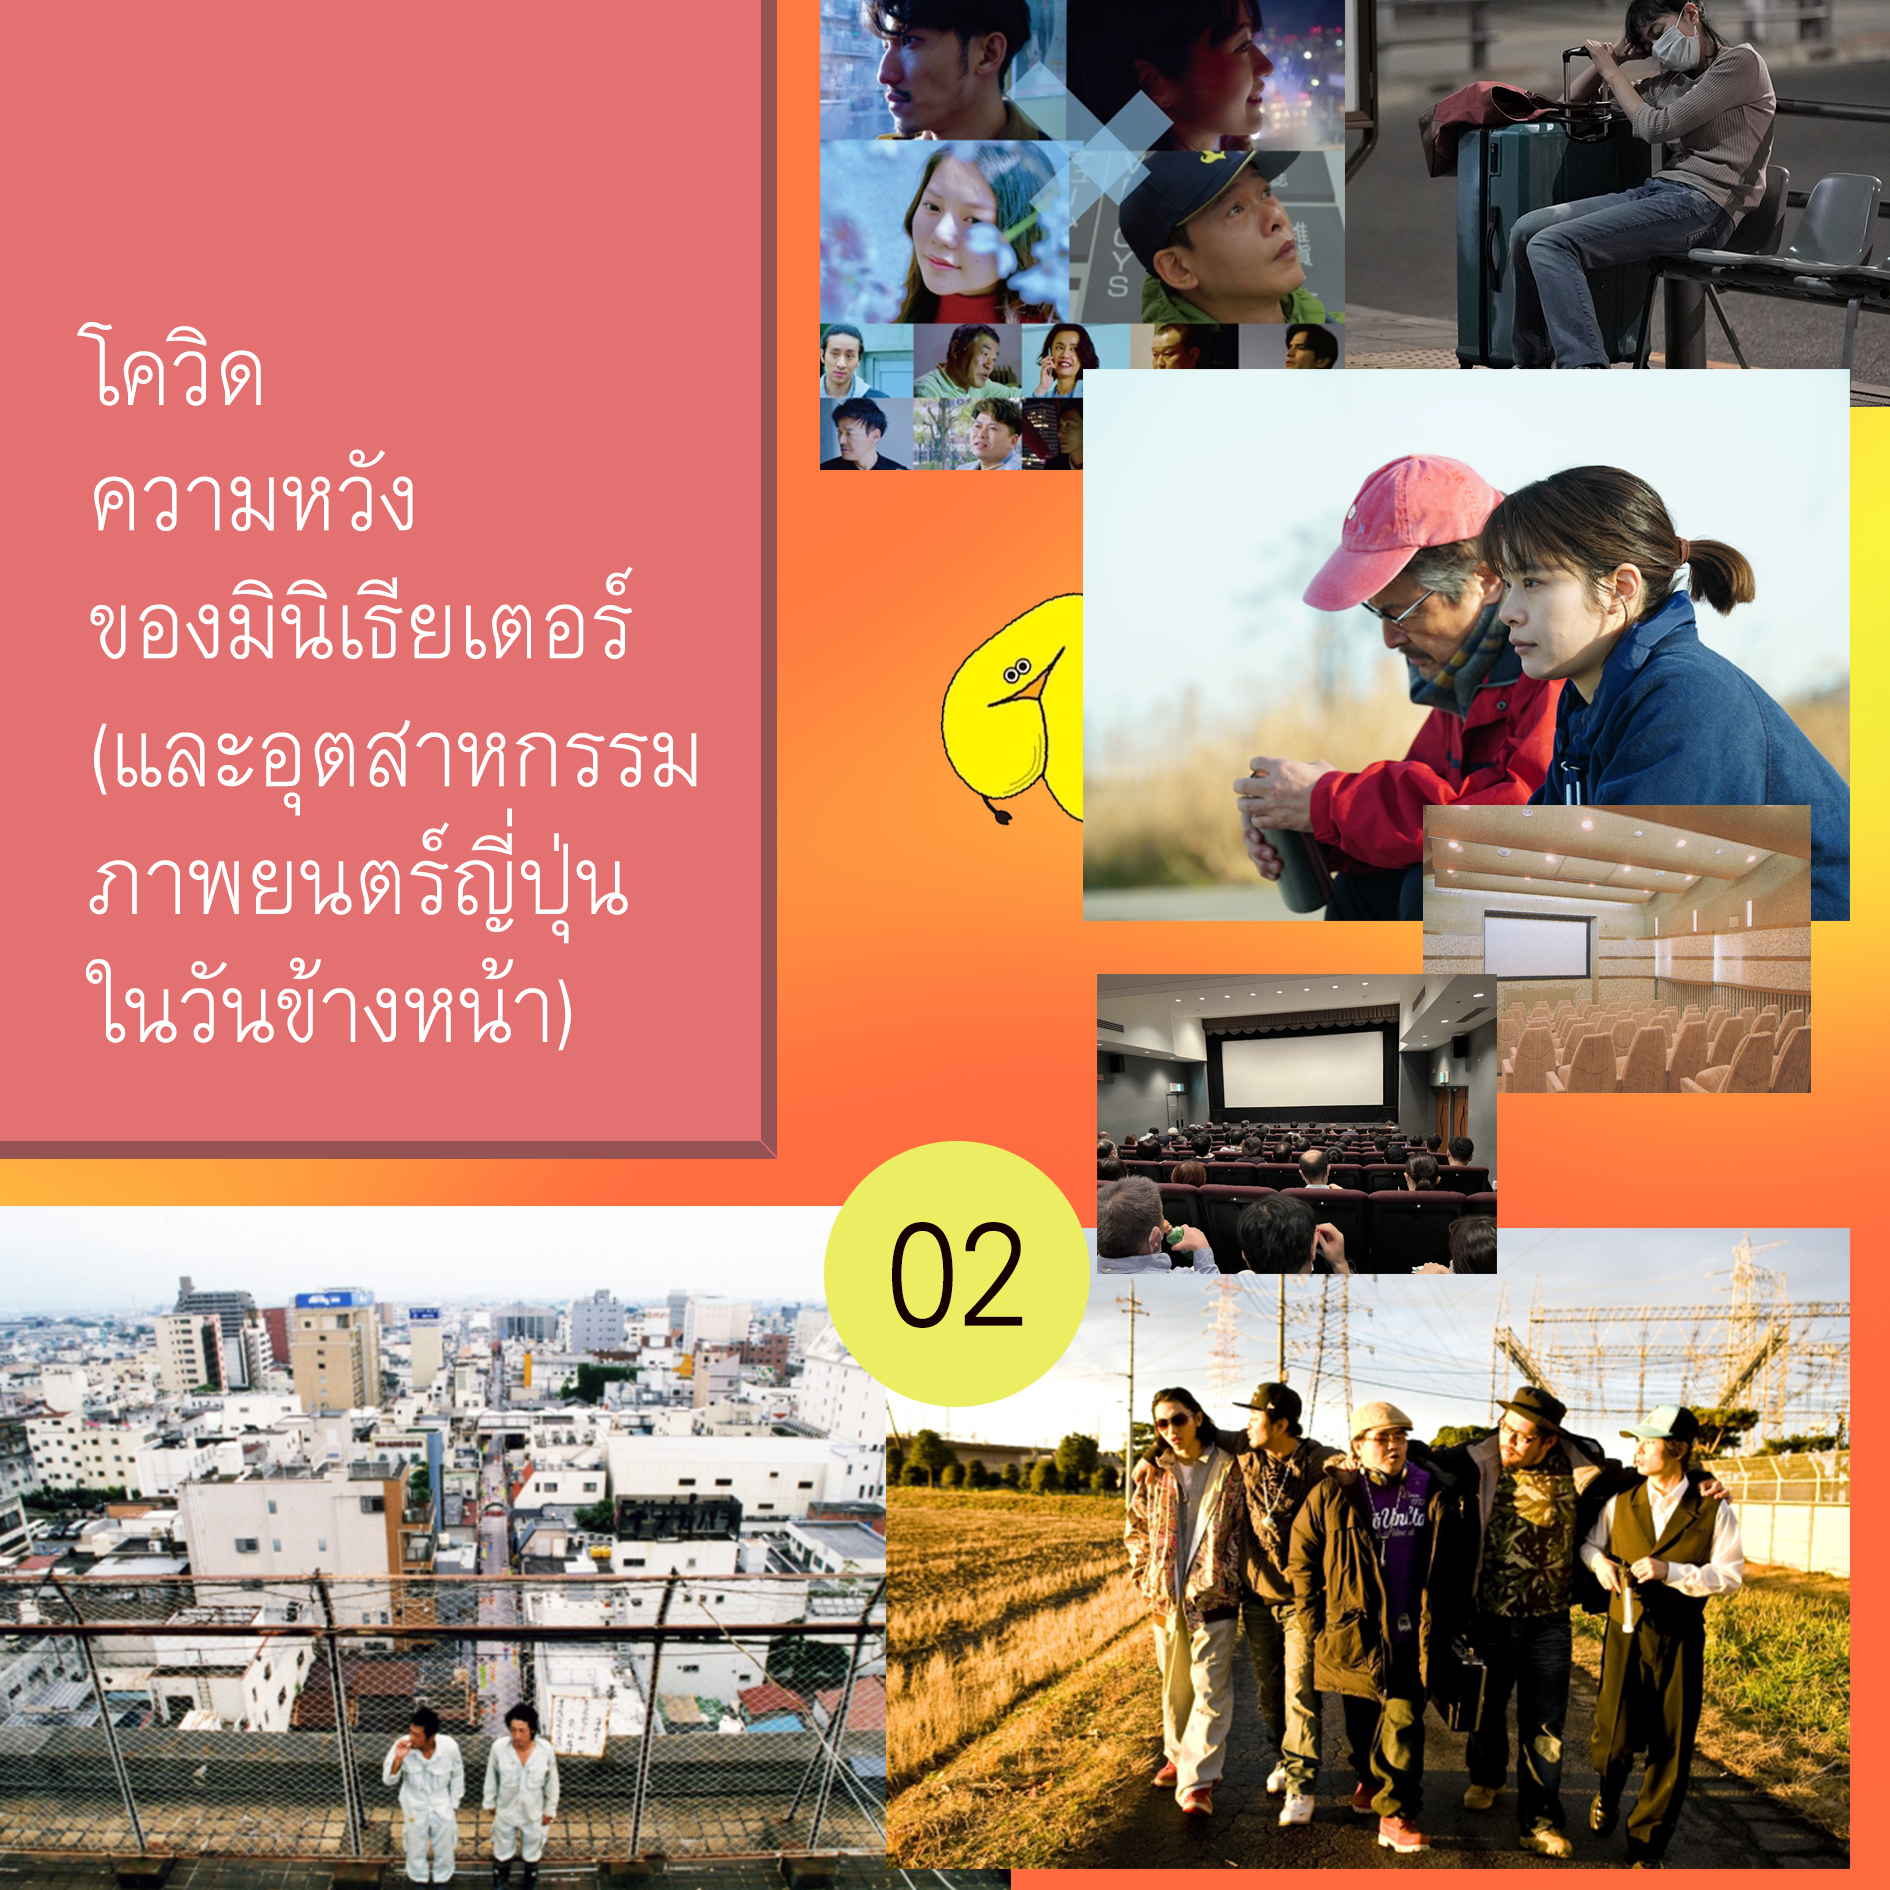 โควิด
ความหวัง
ของมินิเธียเตอร์
(และอุตสาหกรรม
ภาพยนตร์ญี่ปุ่น
ในวันข้างหน้า)
02